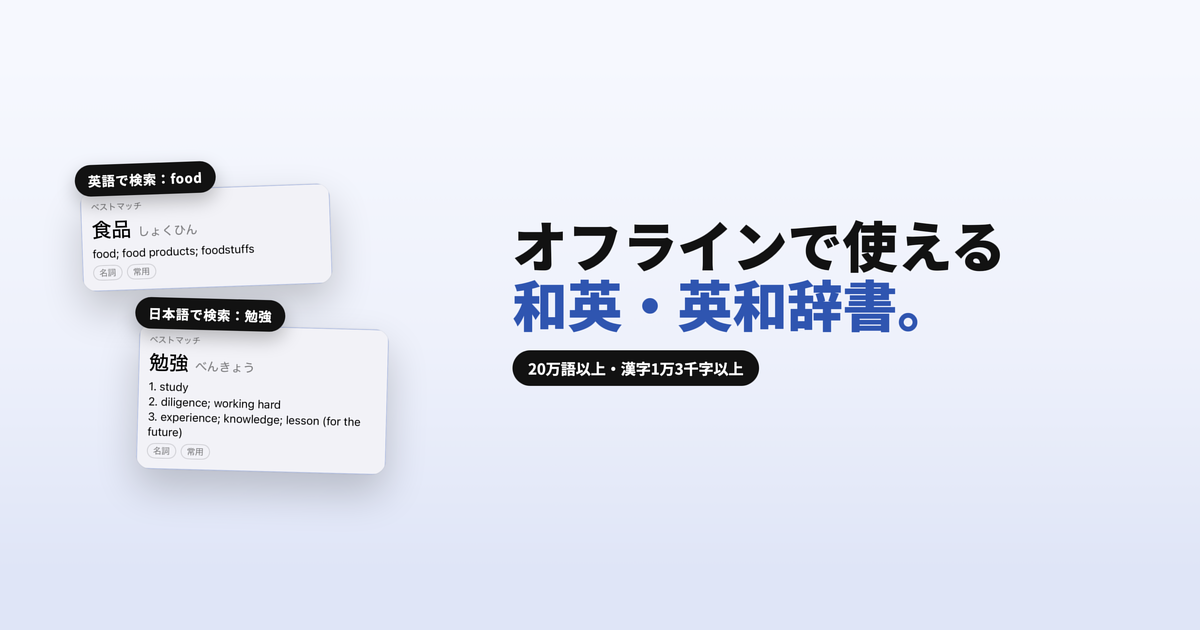 英語で検索：food
ベストマッチ
食品 しょくひん
food; food products; foodstuffs
名詞 常用
日本語で検索：勉強
ベストマッチ
勉強 べんきょう
1. study
2. diligence; working hard
3. experience; knowledge; lesson (for the
future)
名詞 常用
オフラインで使える
和英・英和辞書。
20万語以上・漢字1万3千字以上